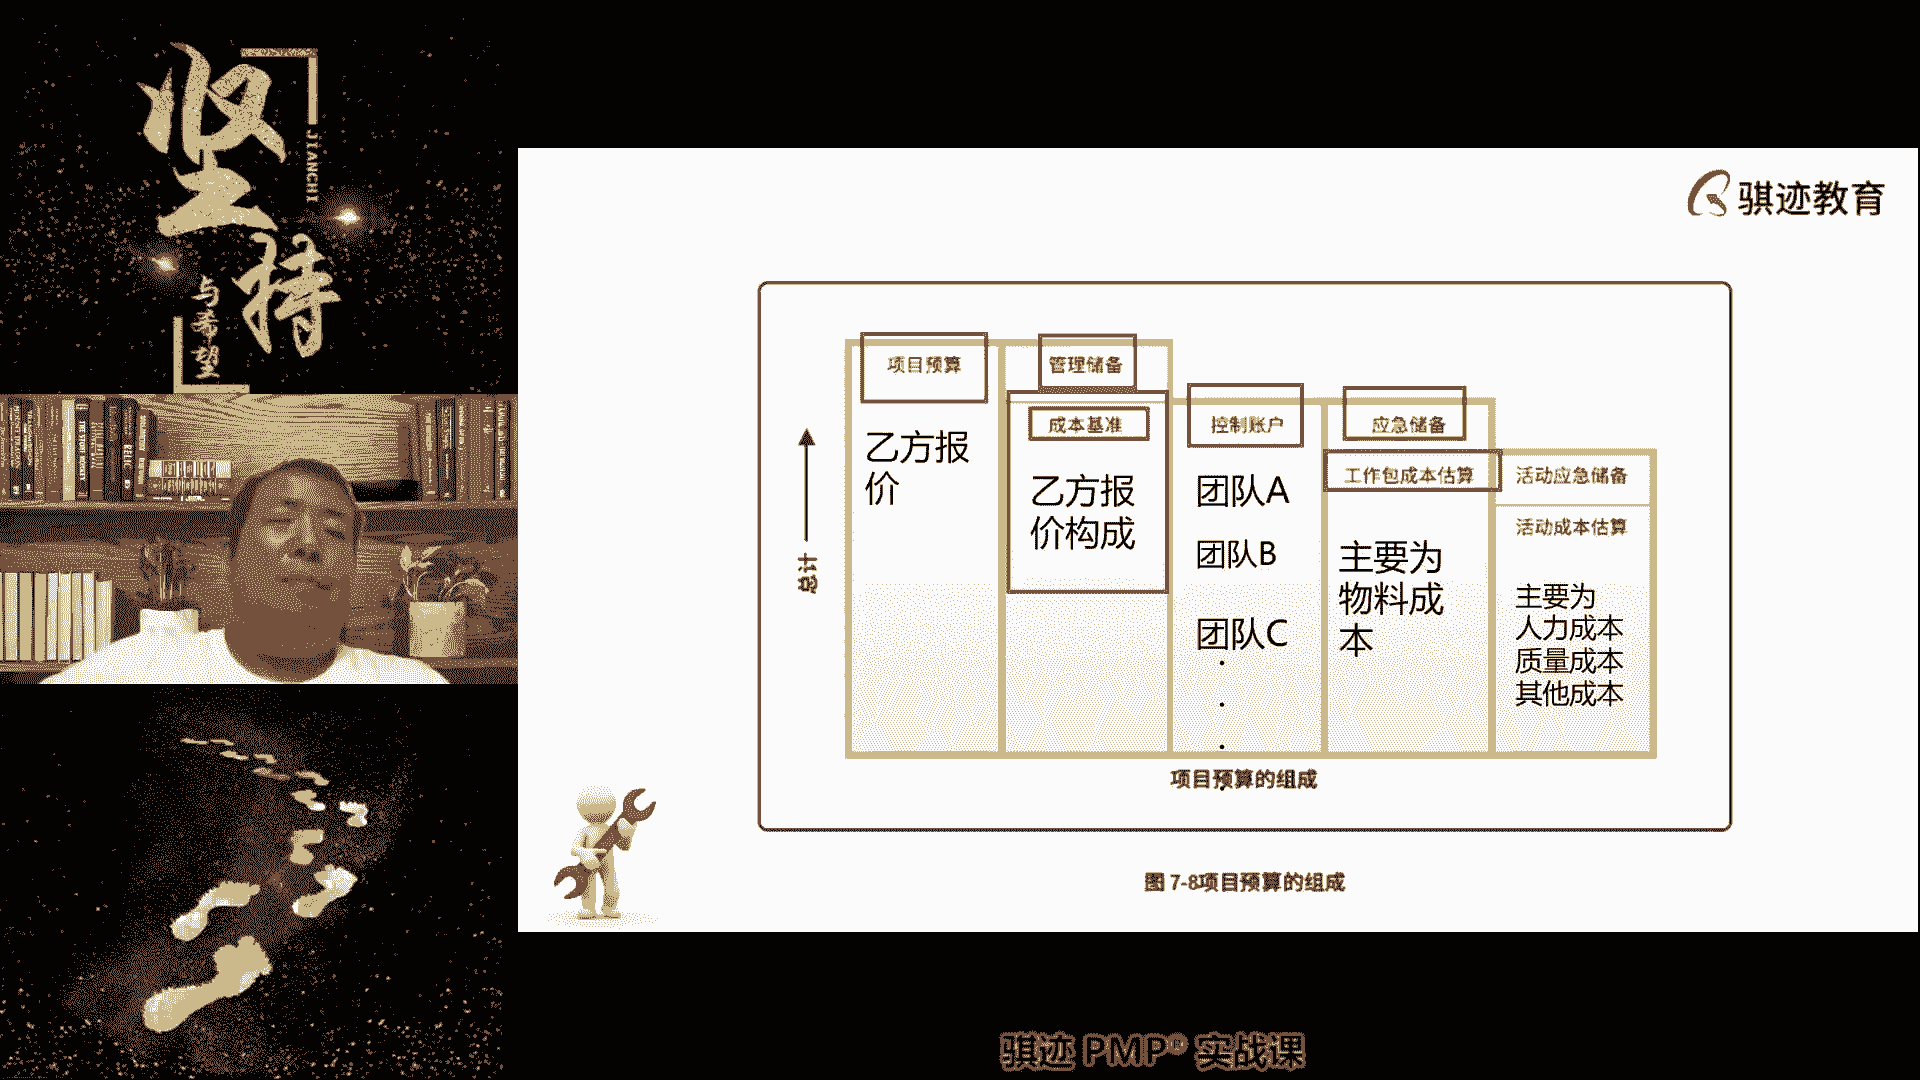 坚
持
JIANCHI
与希望
骐迹教育
项目预算
乙方报
价
管理储备
成本基准
乙方报
价构成
控制账户
团队A
团队B
团队C
应急储备
工作包成本估算
主要为
物料成
本
活动应急储备
活动成本估算
主要为
人力成本
质量成本
其他成本
总计
项目预算的组成
图 7-8项目预算的组成
骐迹 PMP® 实战课